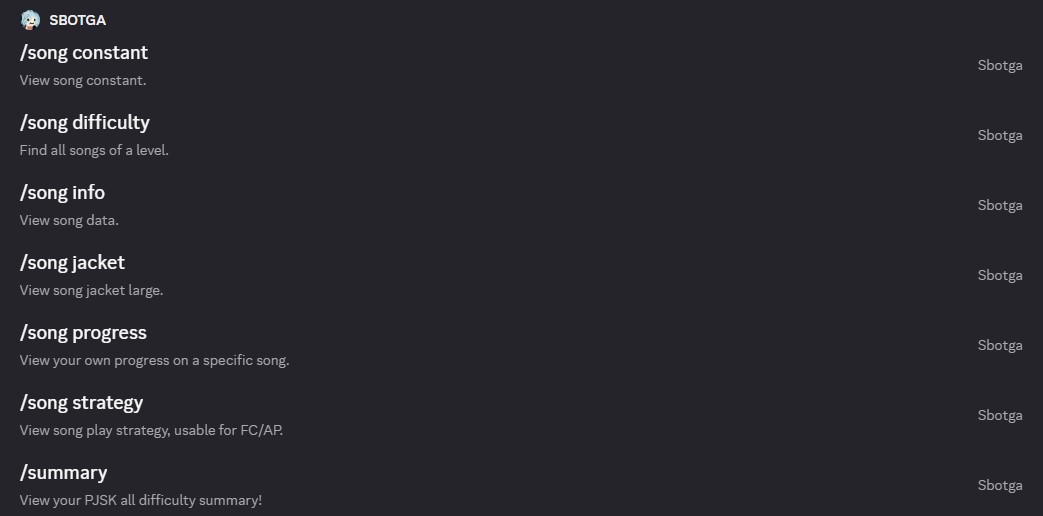 SBOTGA
/song constant
View song constant.
Sbotga
/song difficulty
Find all songs of a level.
Sbotga
/song info
View song data.
Sbotga
/song jacket
View song jacket large.
Sbotga
/song progress
View your own progress on a specific song.
Sbotga
/song strategy
View song play strategy, usable for FC/AP.
Sbotga
/summary
View your PJSK all difficulty summary!
Sbotga